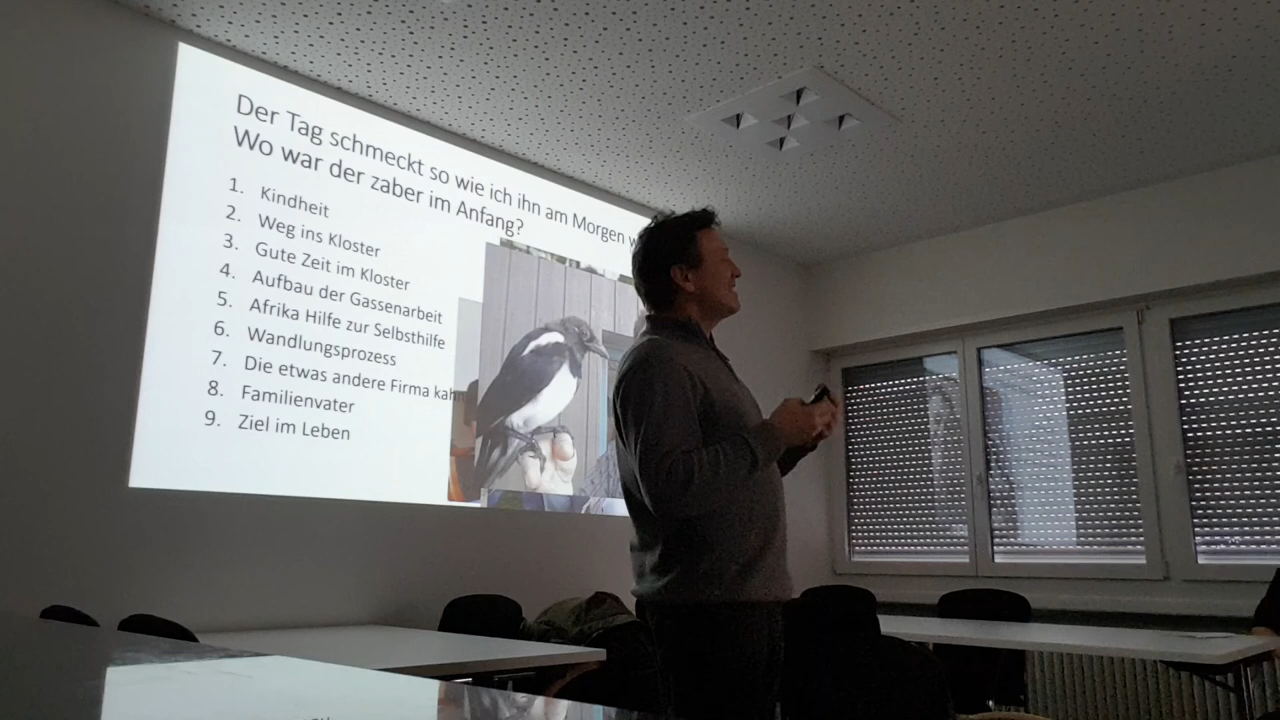 Der Tag schmeckt so wie ich ihn am Morgen
Wo war der zaber im Anfang?
1. Kindheit
2. Weg ins Kloster
3. Gute Zeit im Kloster
4. Aufbau der Gassenarbeit
5. Afrika Hilfe zur Selbsthilfe
6. Wandlungsprozess
7. Die etwas andere Firma kahn
8. Familienvater
9. Ziel im Leben